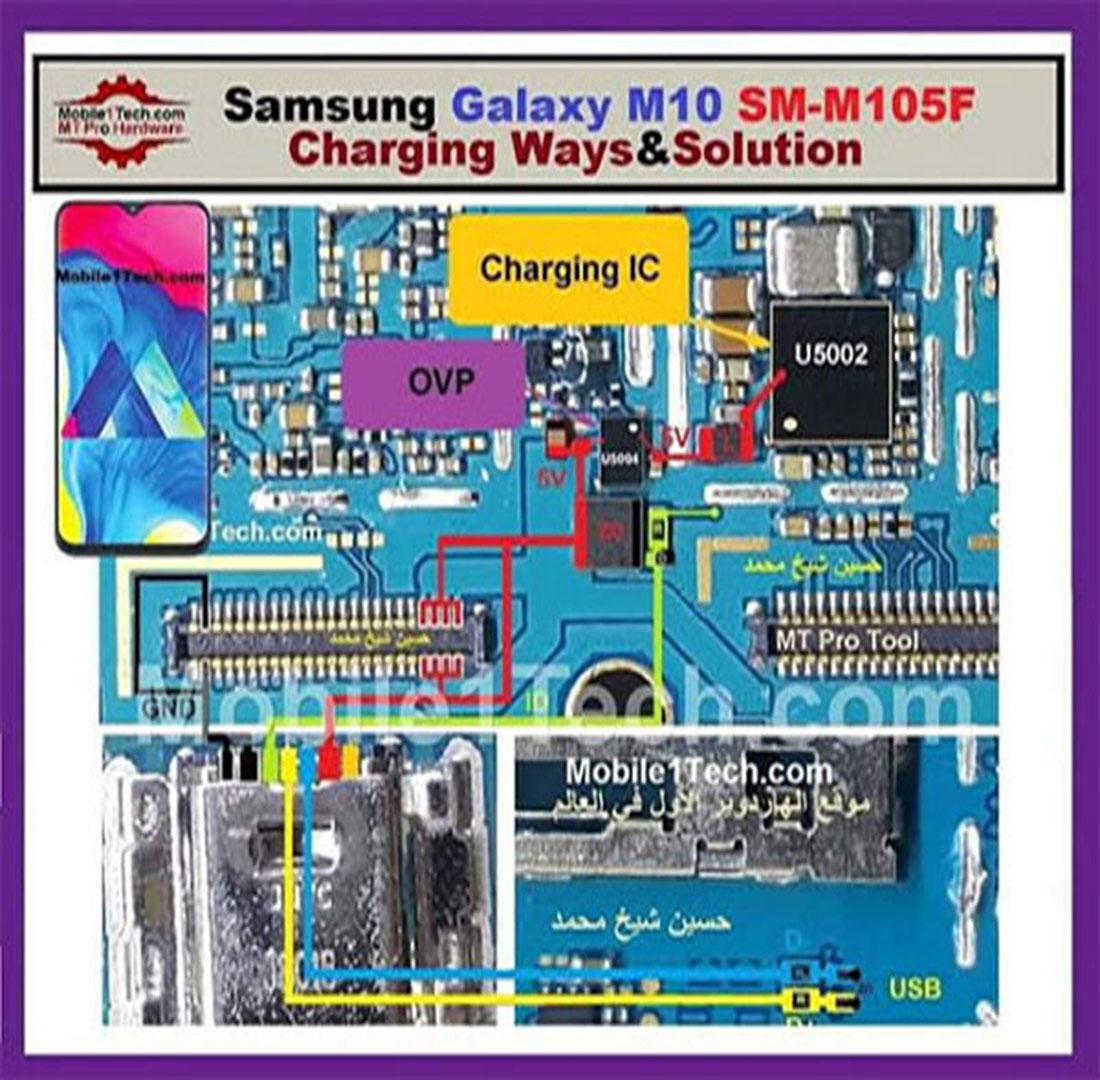 Mobile1Tech.com
MT Pro Hardware
Samsung Galaxy M10 SM-M105F
Charging Ways&Solution
Mobile1Tech.com
Charging IC
U5002
OVP
5V
U5004
5V
Tech.com
حسين شيخ محمد
حسين شيخ محمد
MT Pro Tool
Mobile1Tech.com
GND
ID
Mobile1Tech.com
موقع الهاردوير الاول في العالم
حسين شيخ محمد
D-
USB
D+